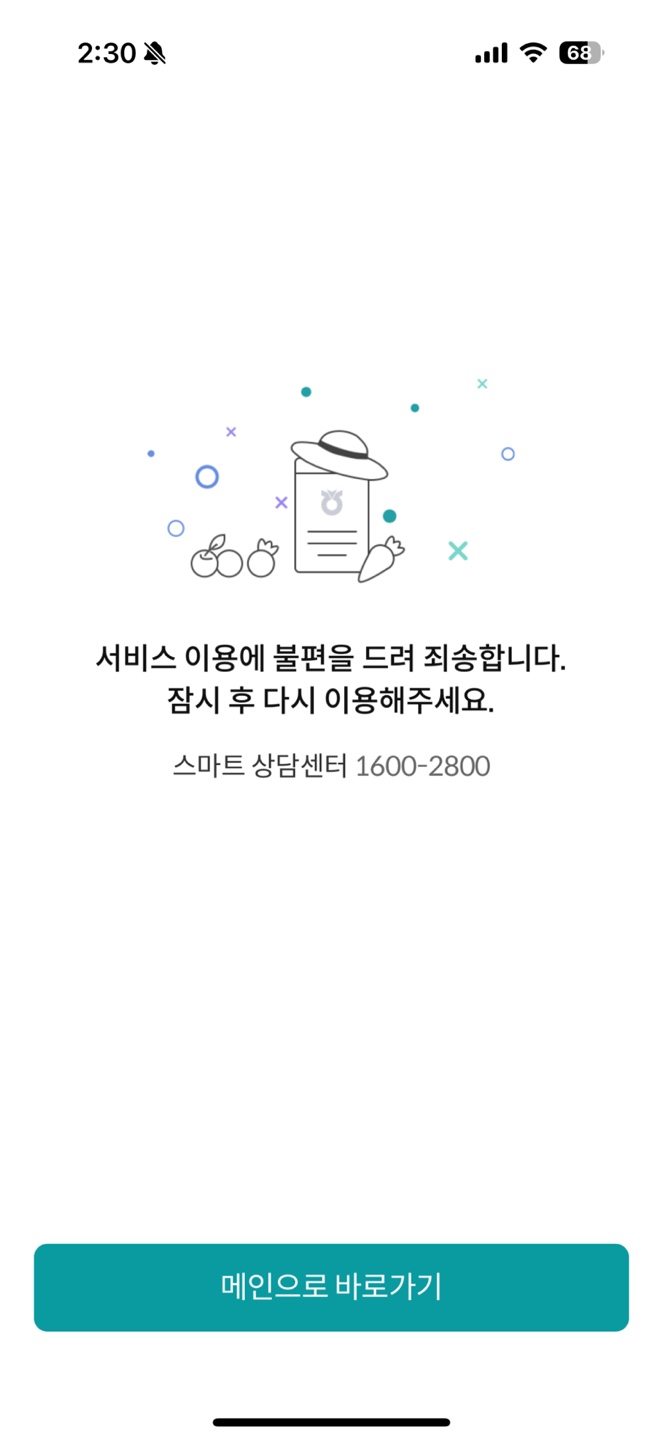 2:30
68
서비스 이용에 불편을 드려 죄송합니다.
잠시 후 다시 이용해주세요.
스마트 상담센터 1600-2800
메인으로 바로가기